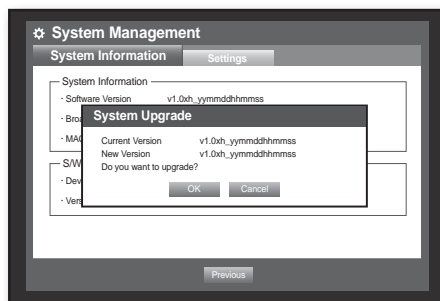 System Management
System Information
Settings
System Information
· Software Version v1.0xh_yymmddhhmmss
· Broa
System Upgrade
· MAC
Current Version v1.0xh_yymmddhhmmss
New Version v1.0xh_yymmddhhmmss
Do you want to upgrade?
S/W
· Dev
OK Cancel
· Vers
Previous